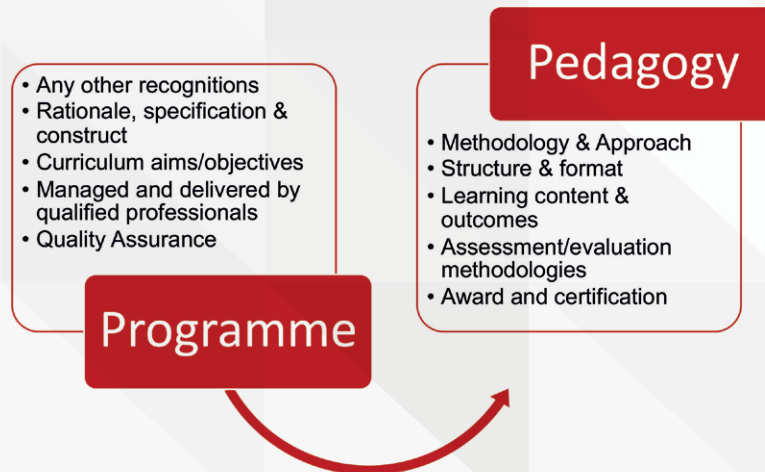 • Any other recognitions
• Rationale, specification &
construct
• Curriculum aims/objectives
• Managed and delivered by
qualified professionals
• Quality Assurance
Programme
Pedagogy
• Methodology & Approach
• Structure & format
• Learning content &
outcomes
• Assessment/evaluation
methodologies
• Award and certification